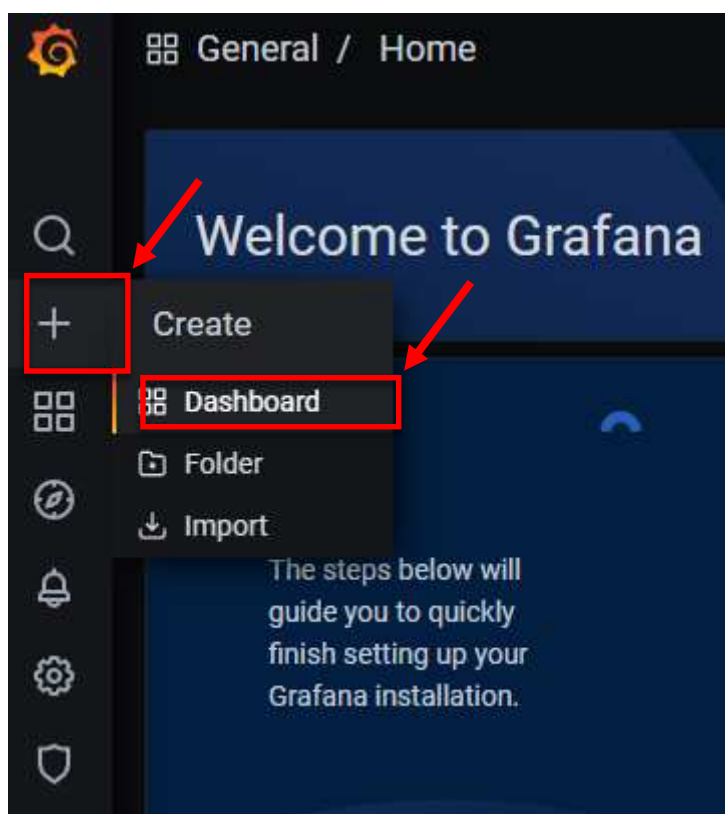 General / Home
Welcome to Grafana
Create
Dashboard
Folder
Import
The steps below will
guide you to quickly
finish setting up your
Grafana installation.